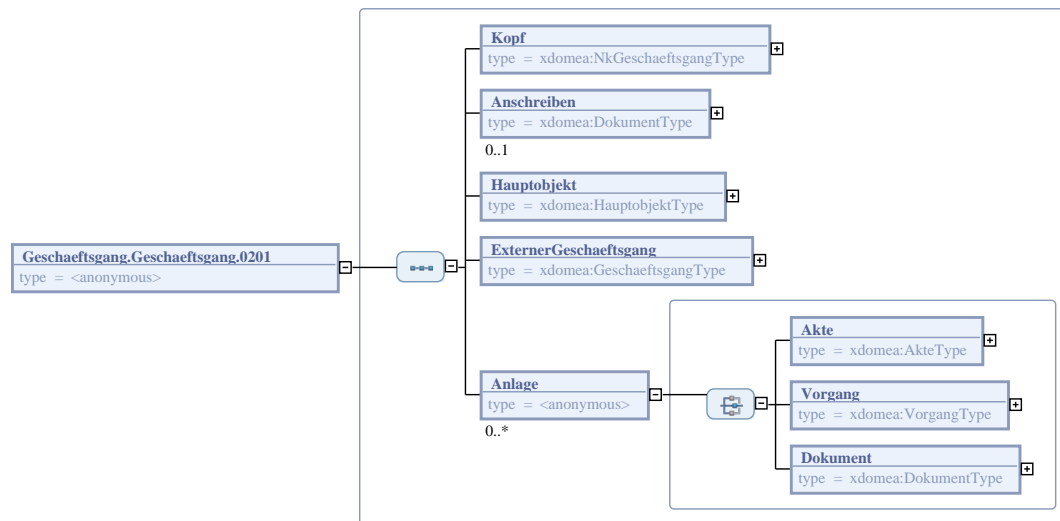 Kopf
type = xdomea:NkGeschaeftsgangType
Anschreiben
type = xdomea:DokumentType
0..1
Hauptobjekt
type = xdomea:HauptobjektType
Geschaeftsgang.Geschaeftsgang.0201
type = <anonymous>
ExternerGeschaeftsgang
type = xdomea:GeschaeftsgangType
Anlage
type = <anonymous>
0..*
Akte
type = xdomea:AkteType
Vorgang
type = xdomea:VorgangType
Dokument
type = xdomea:DokumentType